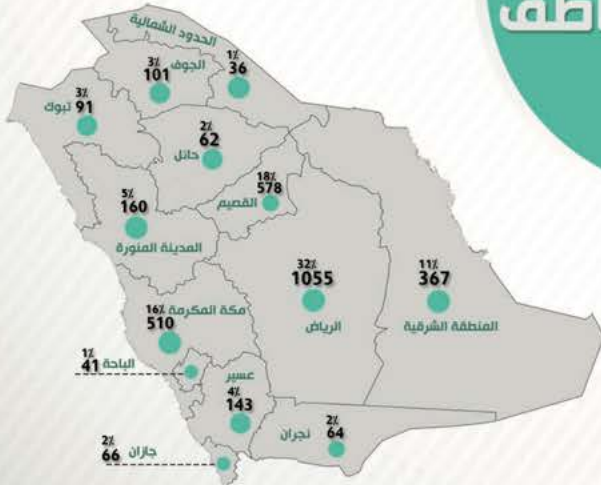 الحدود الشمالية
1%
36
الجوف
3%
101
تبوك
3%
91
حائل
2%
62
القصيم
18%
578
المدينة المنورة
5%
160
الرياض
32%
1055
المنطقة الشرقية
11%
367
مكة المكرمة
16%
510
الباحة
1%
41
عسير
4%
143
نجران
2%
64
جازان
2%
66